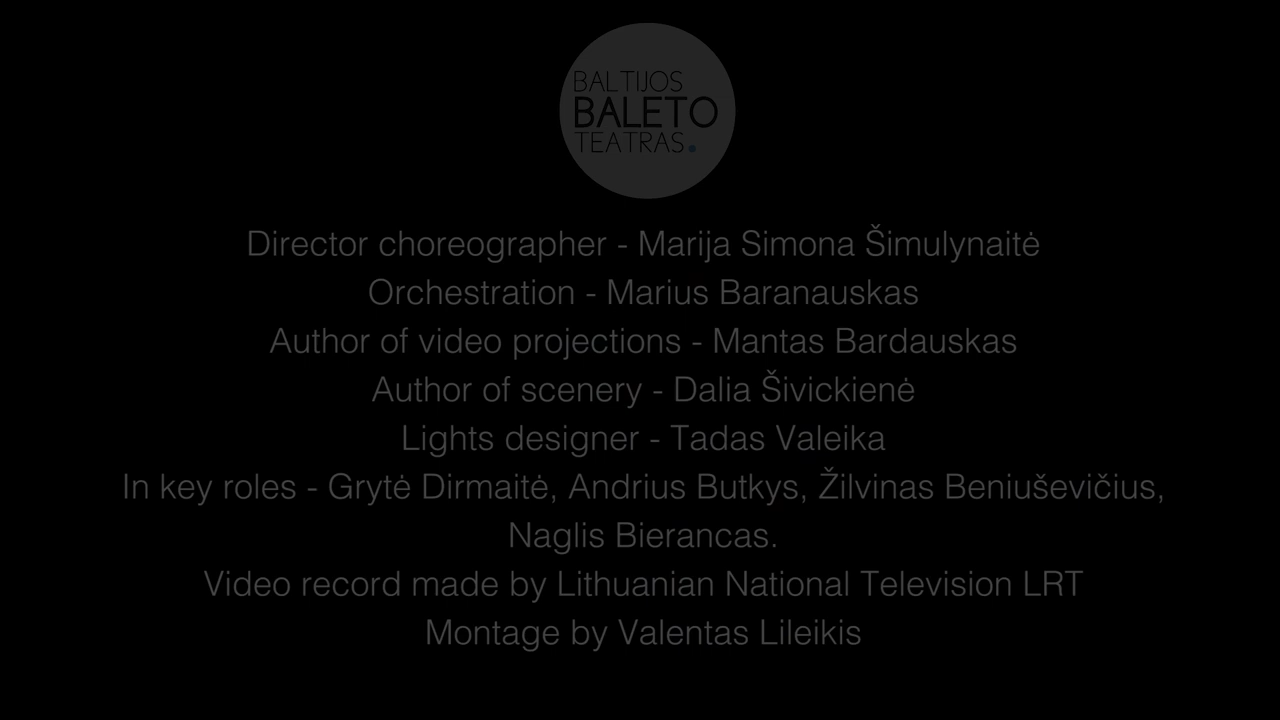 BALTIJOS
BALETO
TEATRAS.
Director choreographer - Marija Simona Šimulynaitė
Orchestration - Marius Baranauskas
Author of video projections - Mantas Bardauskas
Author of scenery - Dalia Šivickienė
Lights designer - Tadas Valeika
In key roles - Grytė Dirmaitė, Andrius Butkys, Žilvinas Beniuševičius,
Naglis Bierancas.
Video record made by Lithuanian National Television LRT
Montage by Valentas Lileikis